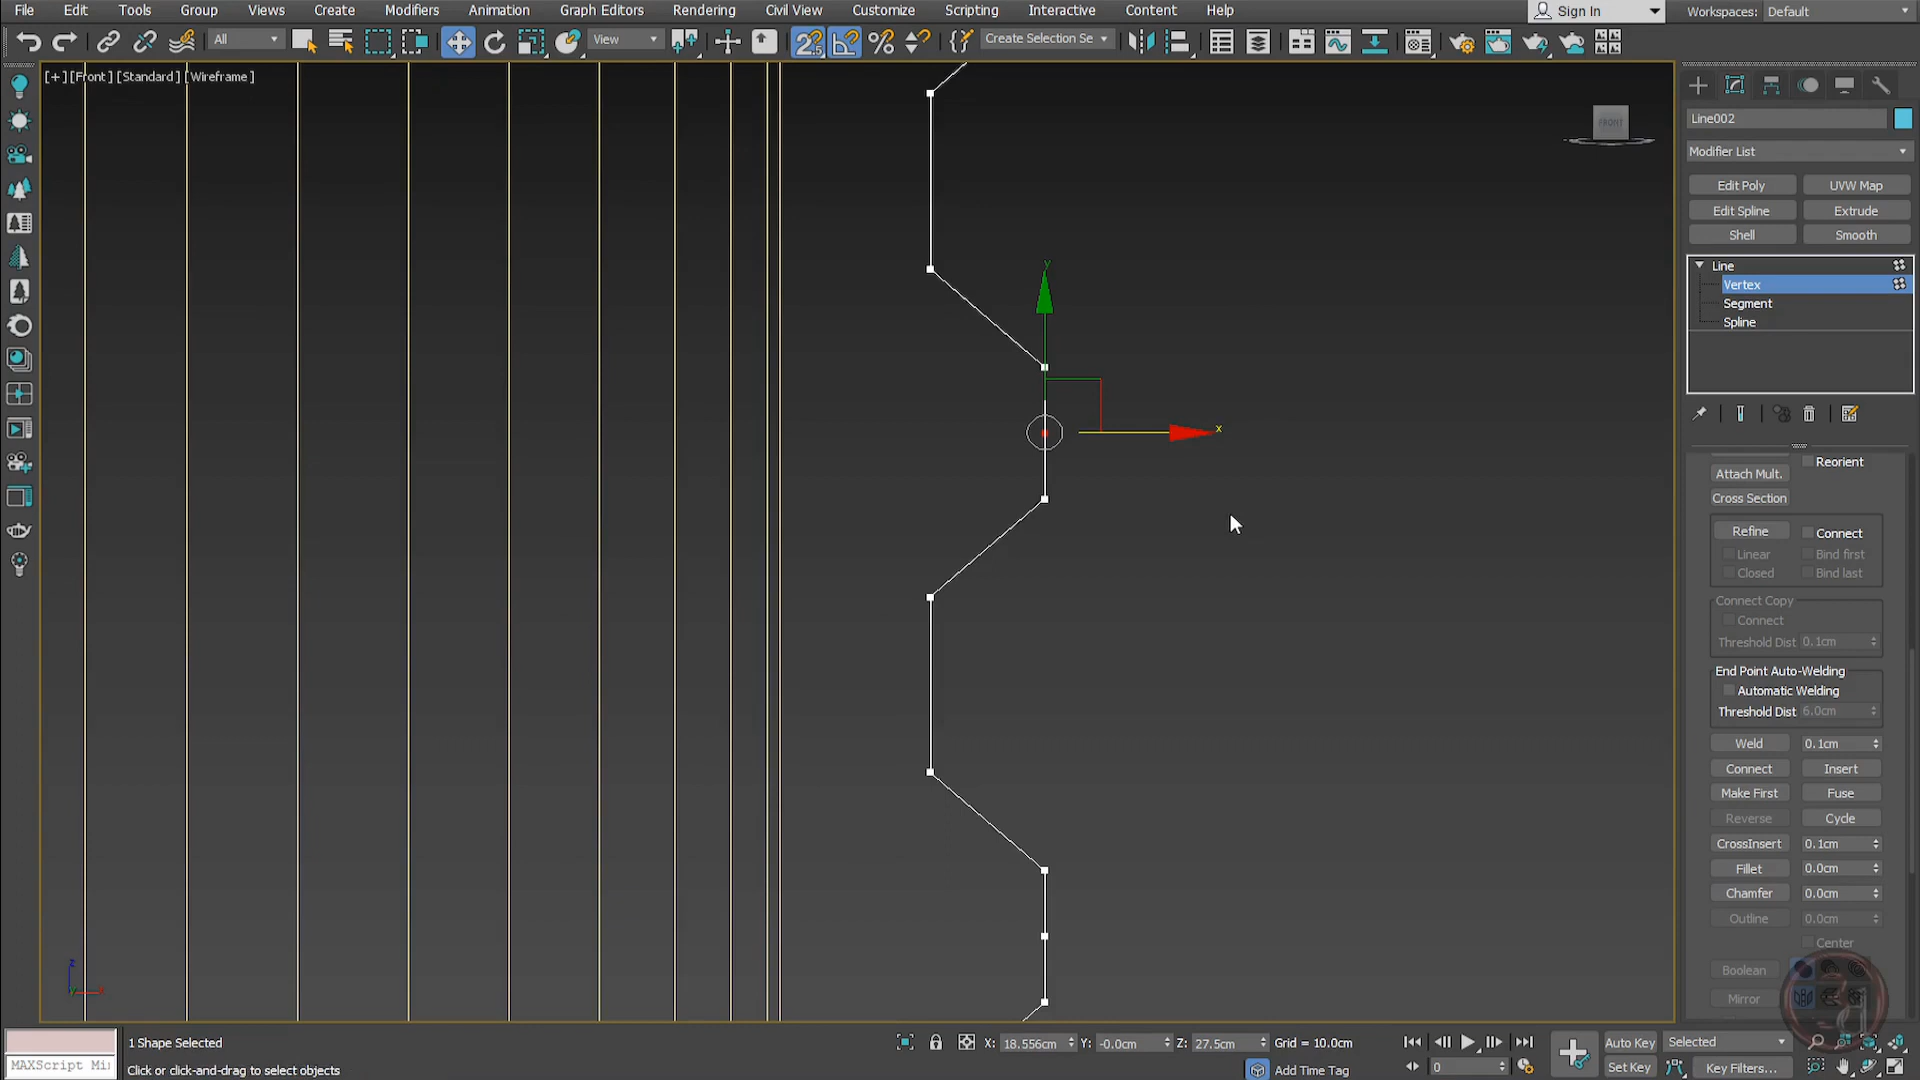 File Edit Tools Group Views Create Modifiers Animation Graph Editors Rendering Civil View Customize Scripting Interactive Content Help Sign In Workspaces: Default
All View Create Selection Se
[+] [Front] [Standard] [Wireframe]
FRONT
Line002
Modifier List
Edit Poly UVW Map
Edit Spline Extrude
Shell Smooth
Line
Vertex
Segment
Spline
y
x
Reorient
Attach Mult.
Cross Section
Refine Connect
Linear Bind first
Closed Bind last
Connect Copy
Connect
Threshold Dist 0.1cm
End Point Auto-Welding
Automatic Welding
Threshold Dist 6.0cm
Weld 0.1cm
Connect Insert
Make First Fuse
Reverse Cycle
CrossInsert 0.1cm
Fillet 0.0cm
Chamfer 0.0cm
Outline 0.0cm
Center
Boolean
Mirror
z
y x
1 Shape Selected X: 18.556cm Y: -0.0cm Z: 27.5cm Grid = 10.0cm Auto Key Selected
MAXScript Mi Click or click-and-drag to select objects Add Time Tag 0 Set Key Key Filters...